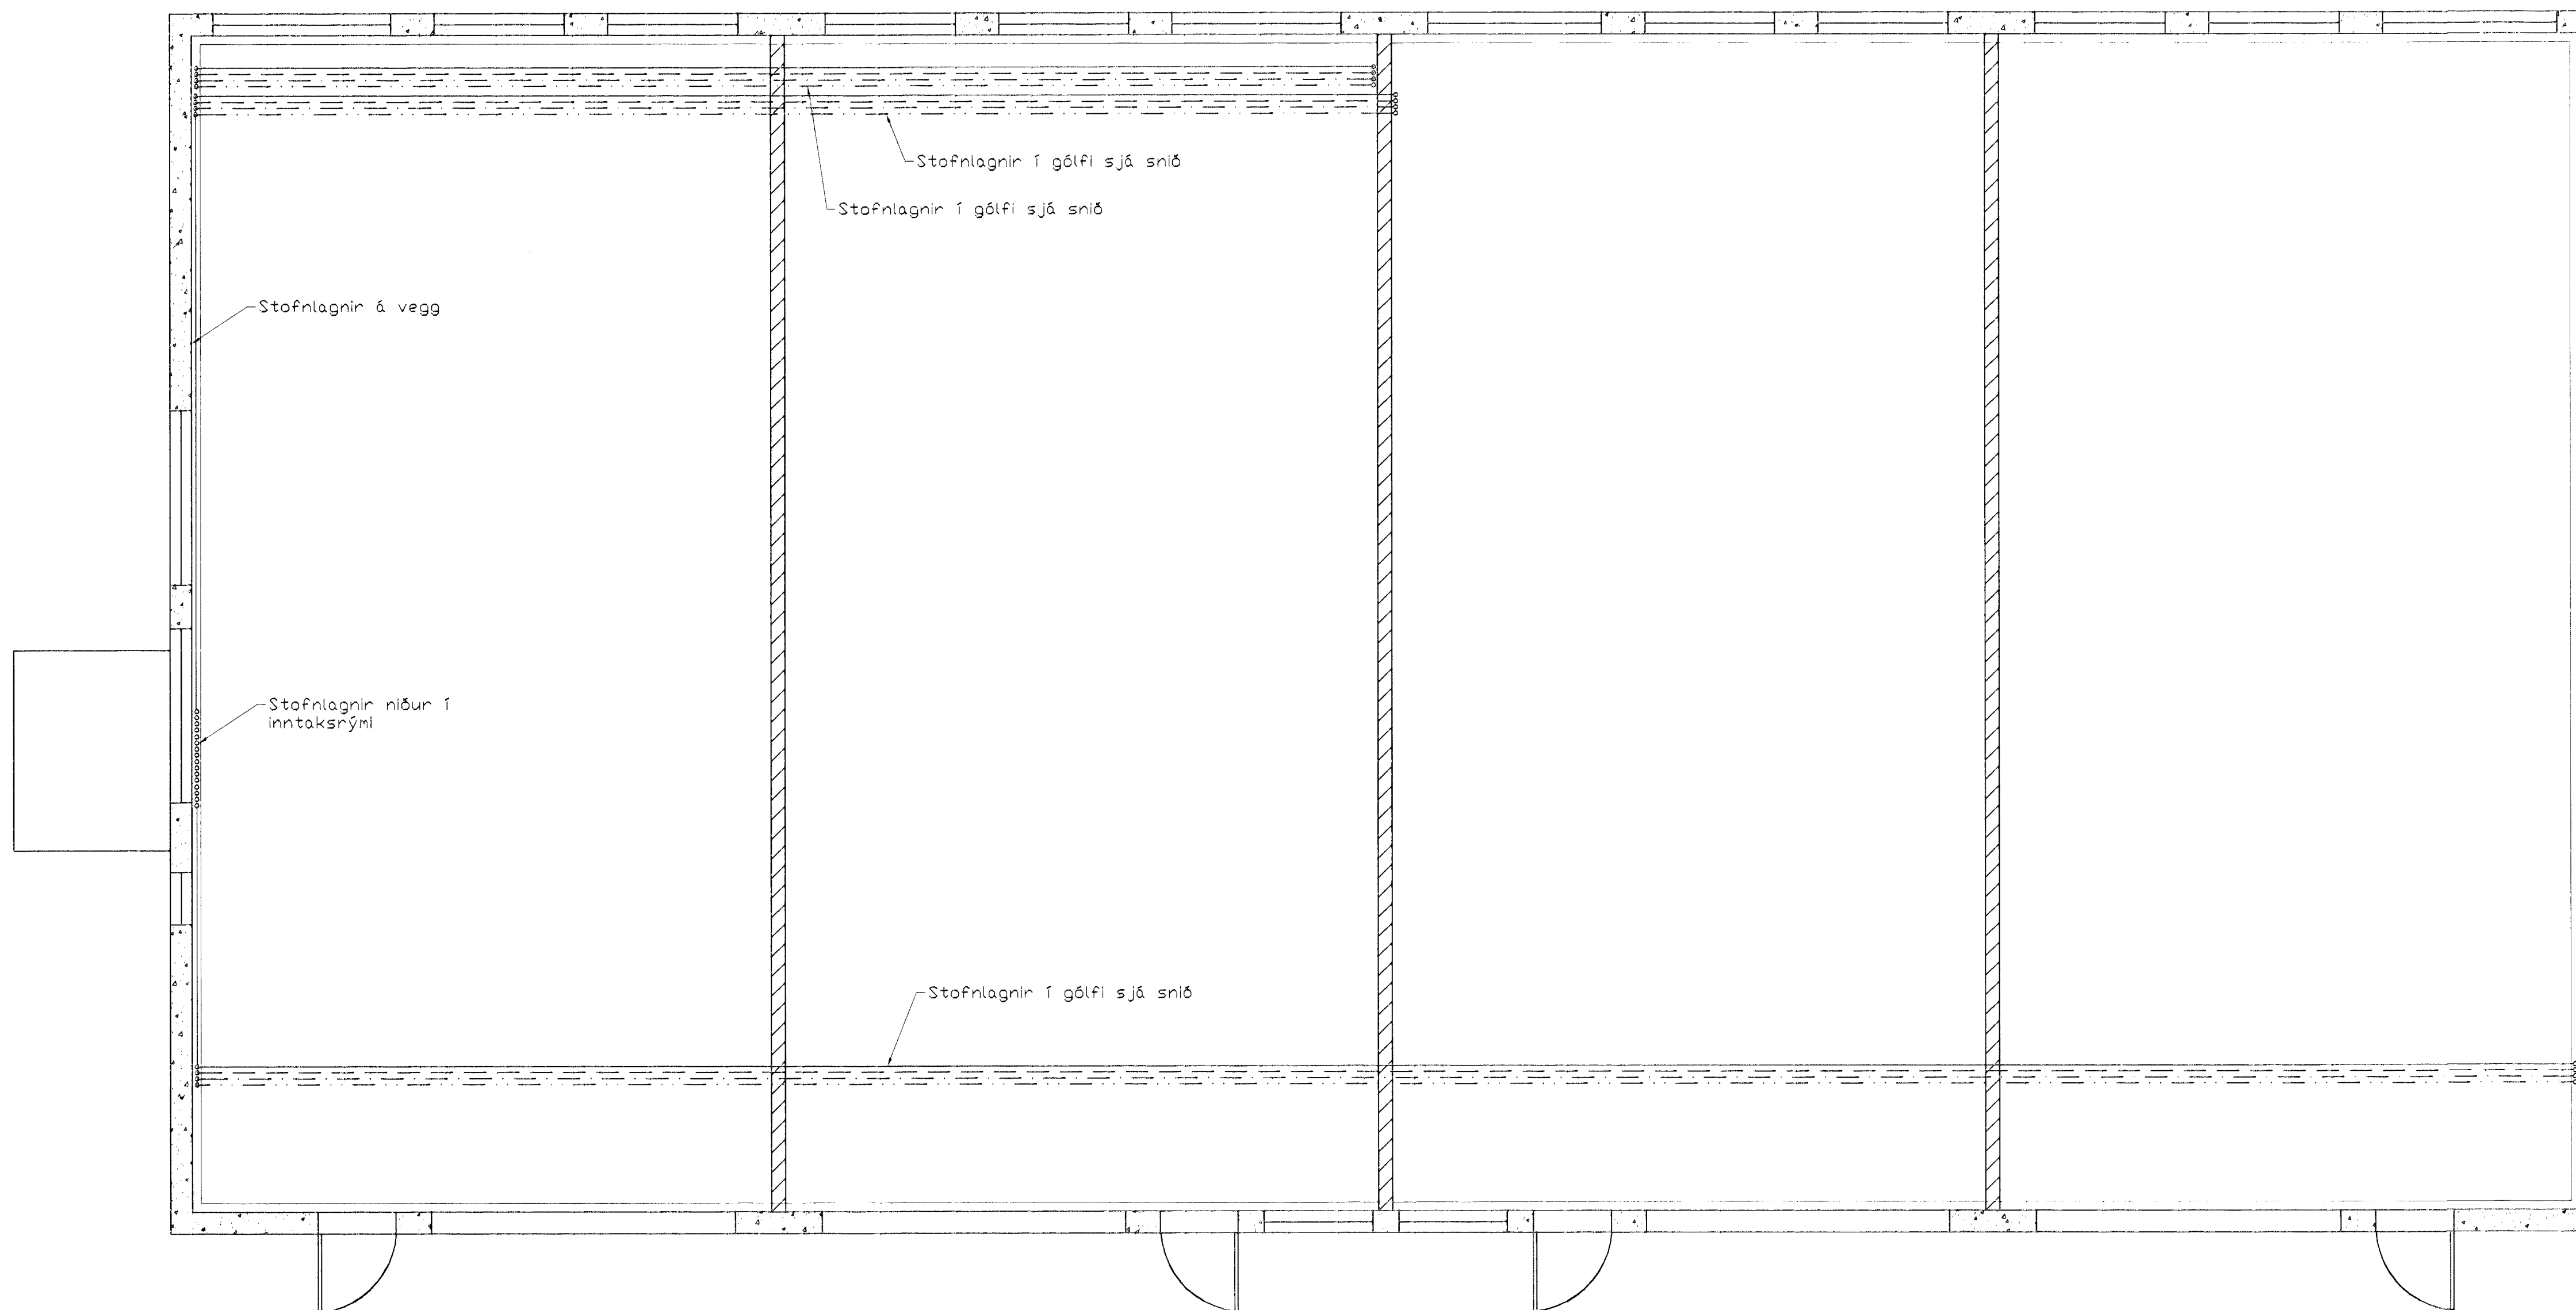 Stofnlagnir í gólfi sjá snið
Stofnlagnir í gólfi sjá snið
Stofnlagnir á vegg
Stofnlagnir niður í
inntaksrými
Stofnlagnir í gólfi sjá snið